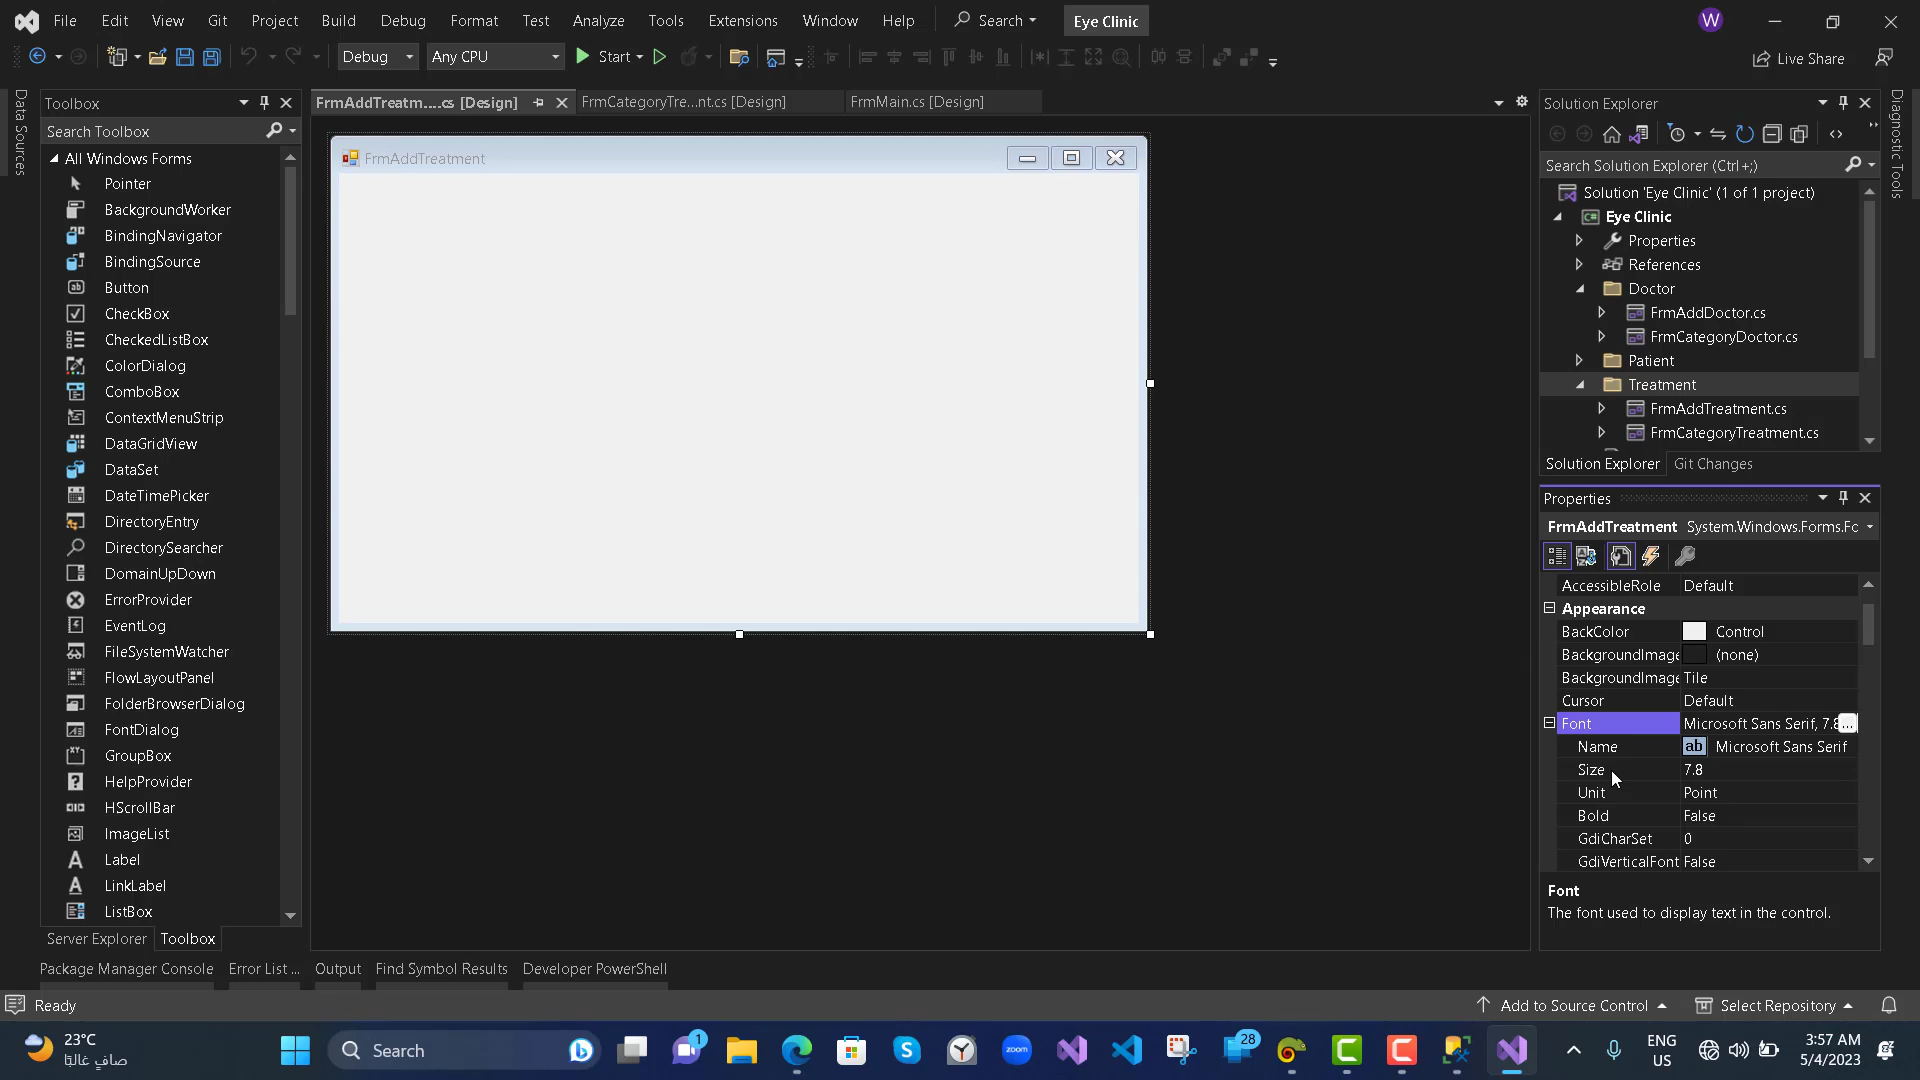 File Edit View Git Project Build Debug Format Test Analyze Tools Extensions Window Help Search Eye Clinic W
Debug Any CPU Start Live Share
Data Sources
Toolbox
Search Toolbox
All Windows Forms
Pointer
BackgroundWorker
BindingNavigator
BindingSource
Button
CheckBox
CheckedListBox
ColorDialog
ComboBox
ContextMenuStrip
DataGridView
DataSet
DateTimePicker
DirectoryEntry
DirectorySearcher
DomainUpDown
ErrorProvider
EventLog
FileSystemWatcher
FlowLayoutPanel
FolderBrowserDialog
FontDialog
GroupBox
HelpProvider
HScrollBar
ImageList
Label
LinkLabel
ListBox
Server Explorer Toolbox
FrmAddTreatm....cs [Design] FrmCategoryTre...nt.cs [Design] FrmMain.cs [Design]
FrmAddTreatment
Solution Explorer
Search Solution Explorer (Ctrl+;)
Solution 'Eye Clinic' (1 of 1 project)
Eye Clinic
Properties
References
Doctor
FrmAddDoctor.cs
FrmCategoryDoctor.cs
Patient
Treatment
FrmAddTreatment.cs
FrmCategoryTreatment.cs
Solution Explorer Git Changes
Diagnostic Tools
Properties
FrmAddTreatment System.Windows.Forms.Fc
AccessibleRole Default
Appearance
BackColor Control
BackgroundImage (none)
BackgroundImage Tile
Cursor Default
Font Microsoft Sans Serif, 7.8 ...
Name ab Microsoft Sans Serif
Size 7.8
Unit Point
Bold False
GdiCharSet 0
GdiVerticalFont False
Font
The font used to display text in the control.
Package Manager Console Error List ... Output Find Symbol Results Developer PowerShell
Ready Add to Source Control Select Repository
23°C
صافٍ غالبًا
Search 1 zoom 28
ENG
US
3:57 AM
5/4/2023